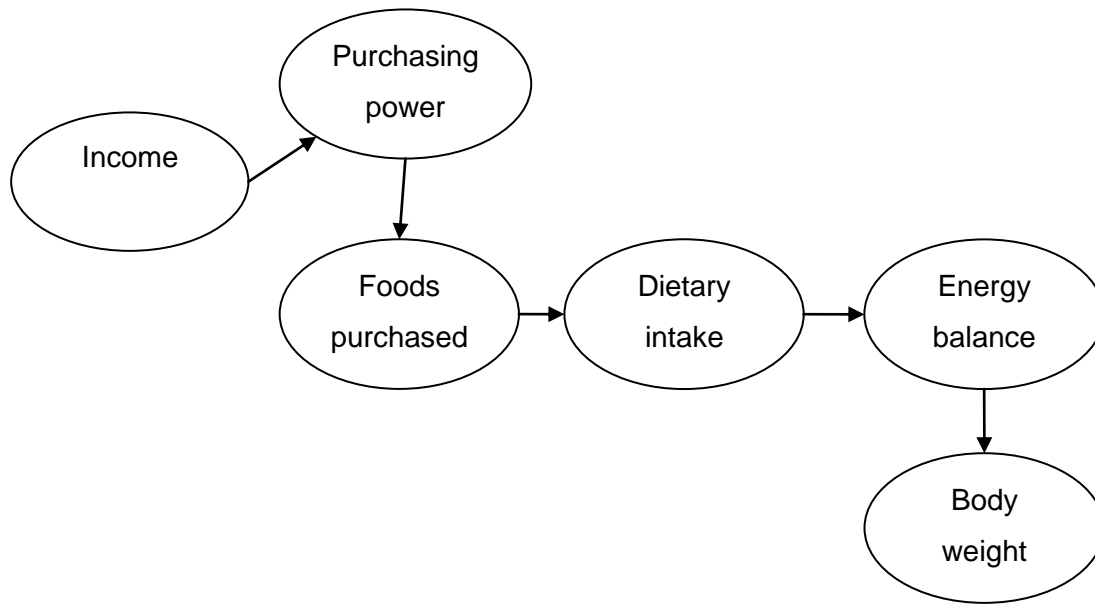 Purchasing
power
Income
Foods
purchased
Dietary
intake
Energy
balance
Body
weight